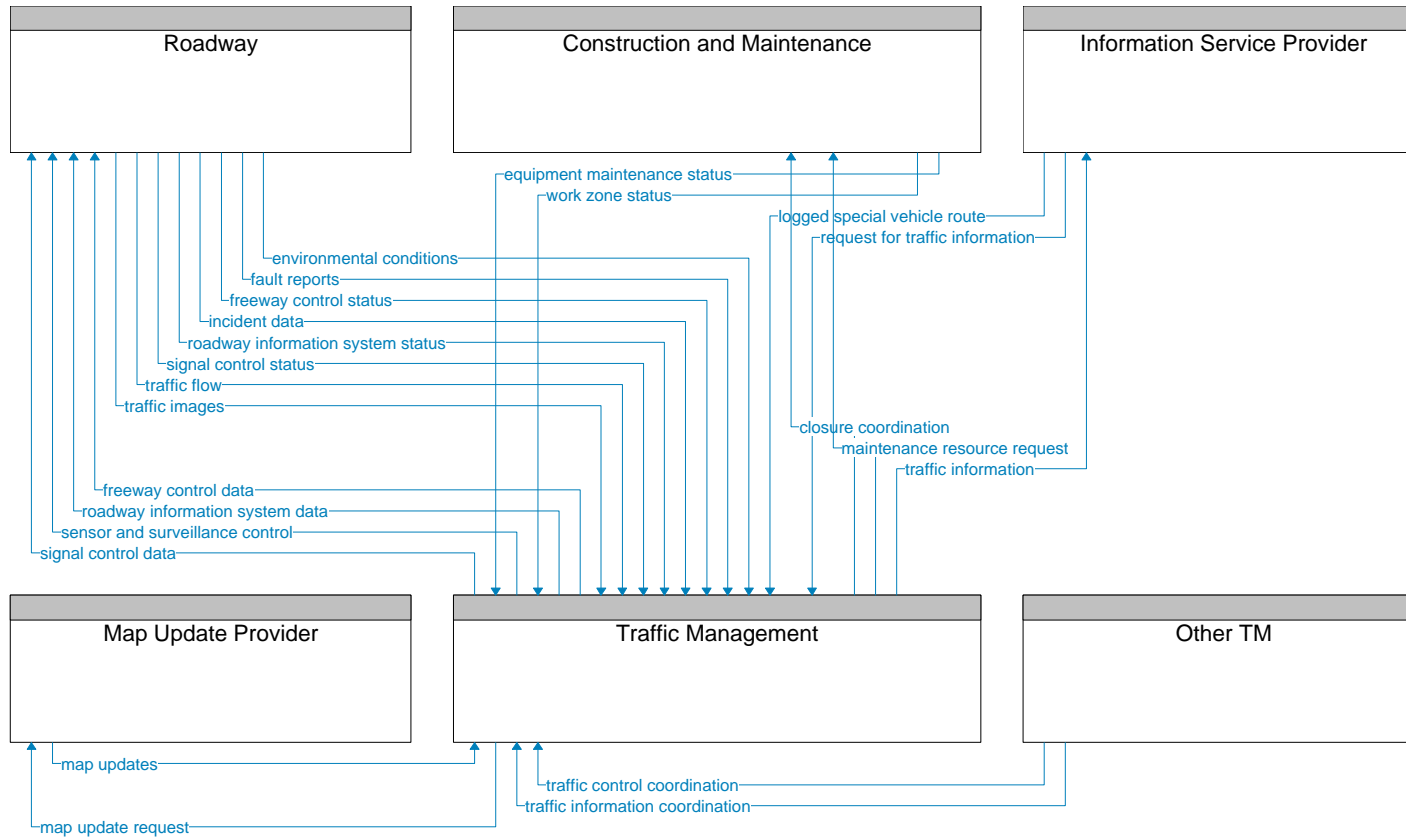 Roadway
Construction and Maintenance
Information Service Provider
equipment maintenance status
work zone status
logged special vehicle route
request for traffic information
environmental conditions
fault reports
freeway control status
incident data
roadway information system status
signal control status
traffic flow
traffic images
closure coordination
maintenance resource request
traffic information
freeway control data
roadway information system data
sensor and surveillance control
signal control data
Map Update Provider
Traffic Management
Other TM
map updates
traffic control coordination
traffic information coordination
map update request